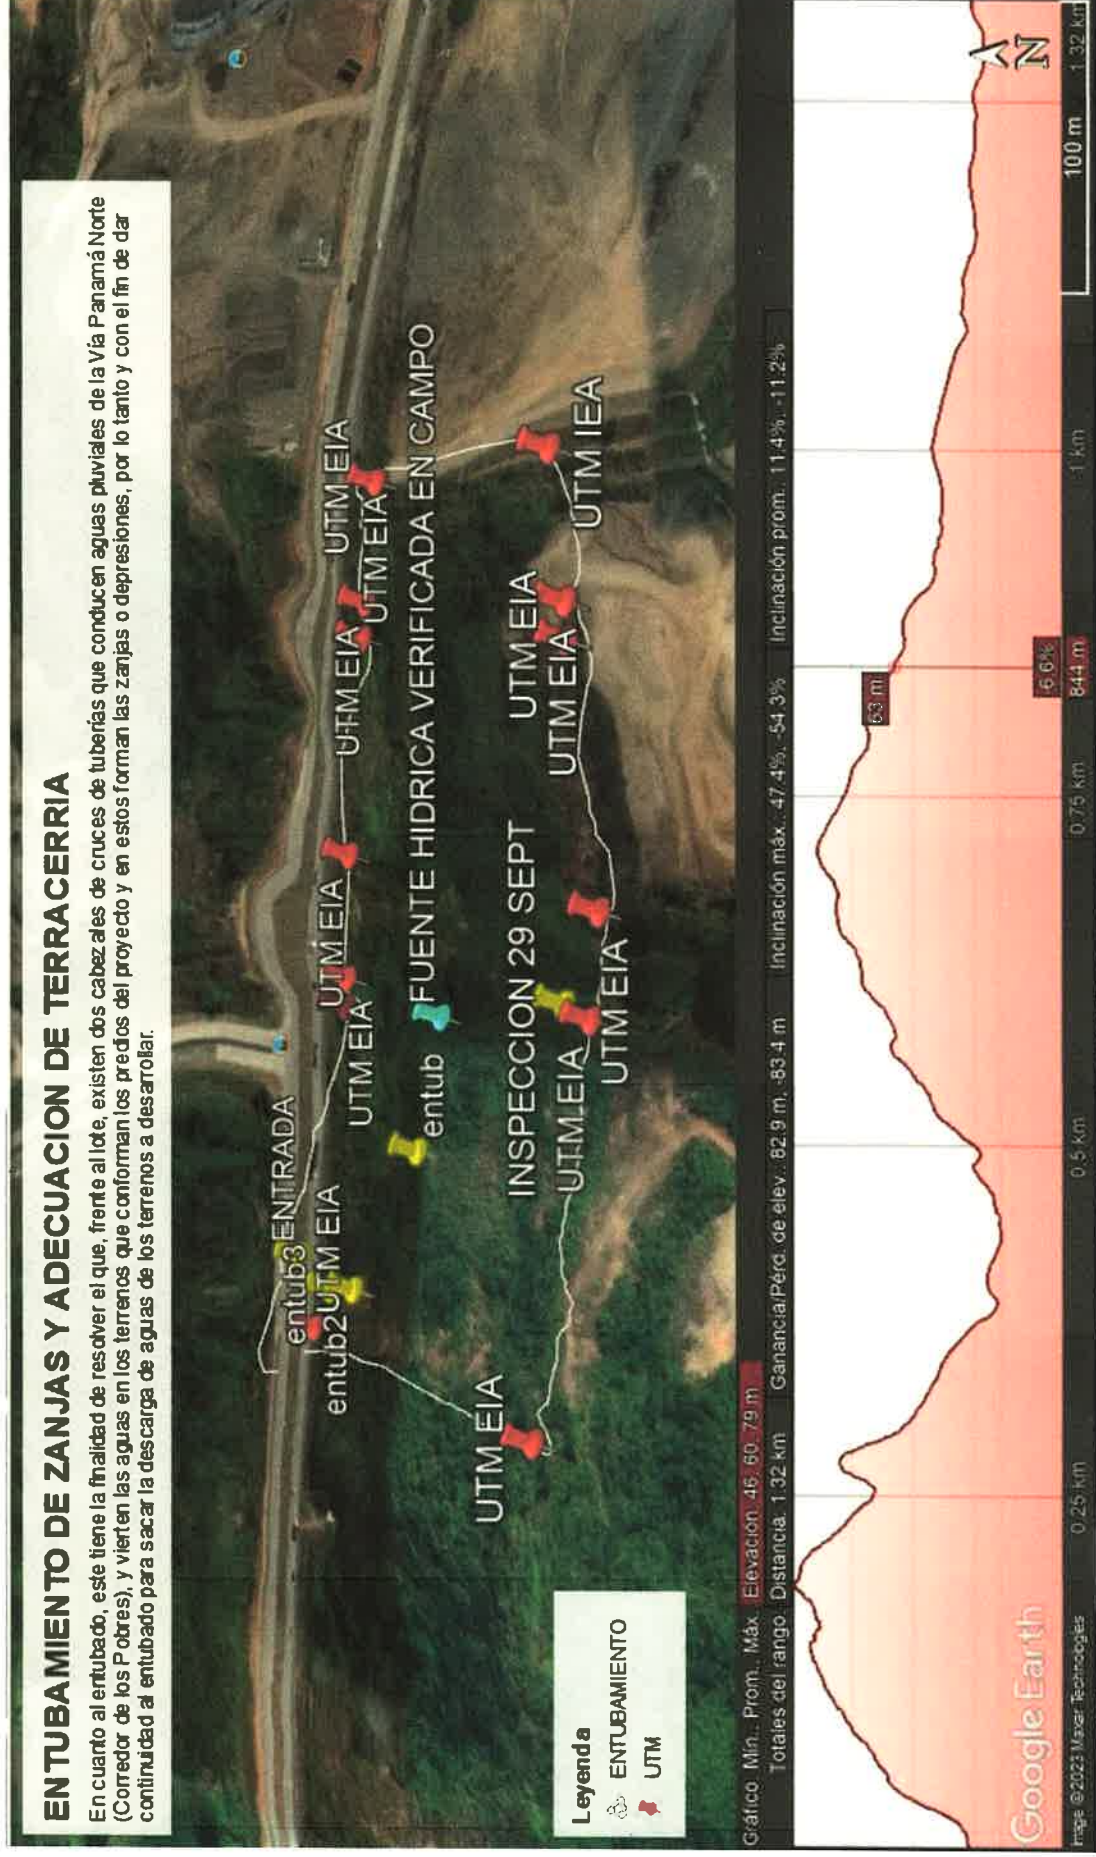 ENTUBAMIENTO DE ZANJAS Y ADECUACION DE TERRACERRIA
En cuanto al entubado, este tiene la finalidad de resolver el que, frente al lote, existen dos cabezales de cruces de tuberías que conducen aguas pluviales de la Vía Panamá Norte
(Corredor de los Pobres), y vierten las aguas en los terrenos que conforman los predios del proyecto y en estos forman las zanjas o depresiones, por lo tanto y con el fin de dar
continuidad al entubado para sacar la descarga de aguas de los terrenos a desarrollar.
ENTRADA
entub3
UTM EIA
entub2
UTM EIA
UTM EIA
UTM EIA
UTM EIA
UTM EIA
UTM EIA
entub
FUENTE HIDRICA VERIFICADA EN CAMPO
UTM EIA
INSPECCION 29 SEPT
UTM EIA
UTM EIA
UTM EIA
UTM EIA
UTM IEA
Leyenda
ENTUBAMIENTO
UTM
Gráfico Mín. Prom., Máx. Elevación 46, 60, 79 m
Totales del rango. Distancia. 1.32 km Ganancia/Pérd. de elev. 82.9 m, -83.4 m Inclinación máx. 47.4%, -54.3% Inclinación prom. 11.4%, -11.2%
63 m
6.6%
N
Google Earth
Image ©2023 Maxar Technologies
0.25 km
0.5 km
0.75 km
844 m
1 km
100 m
1.32 km